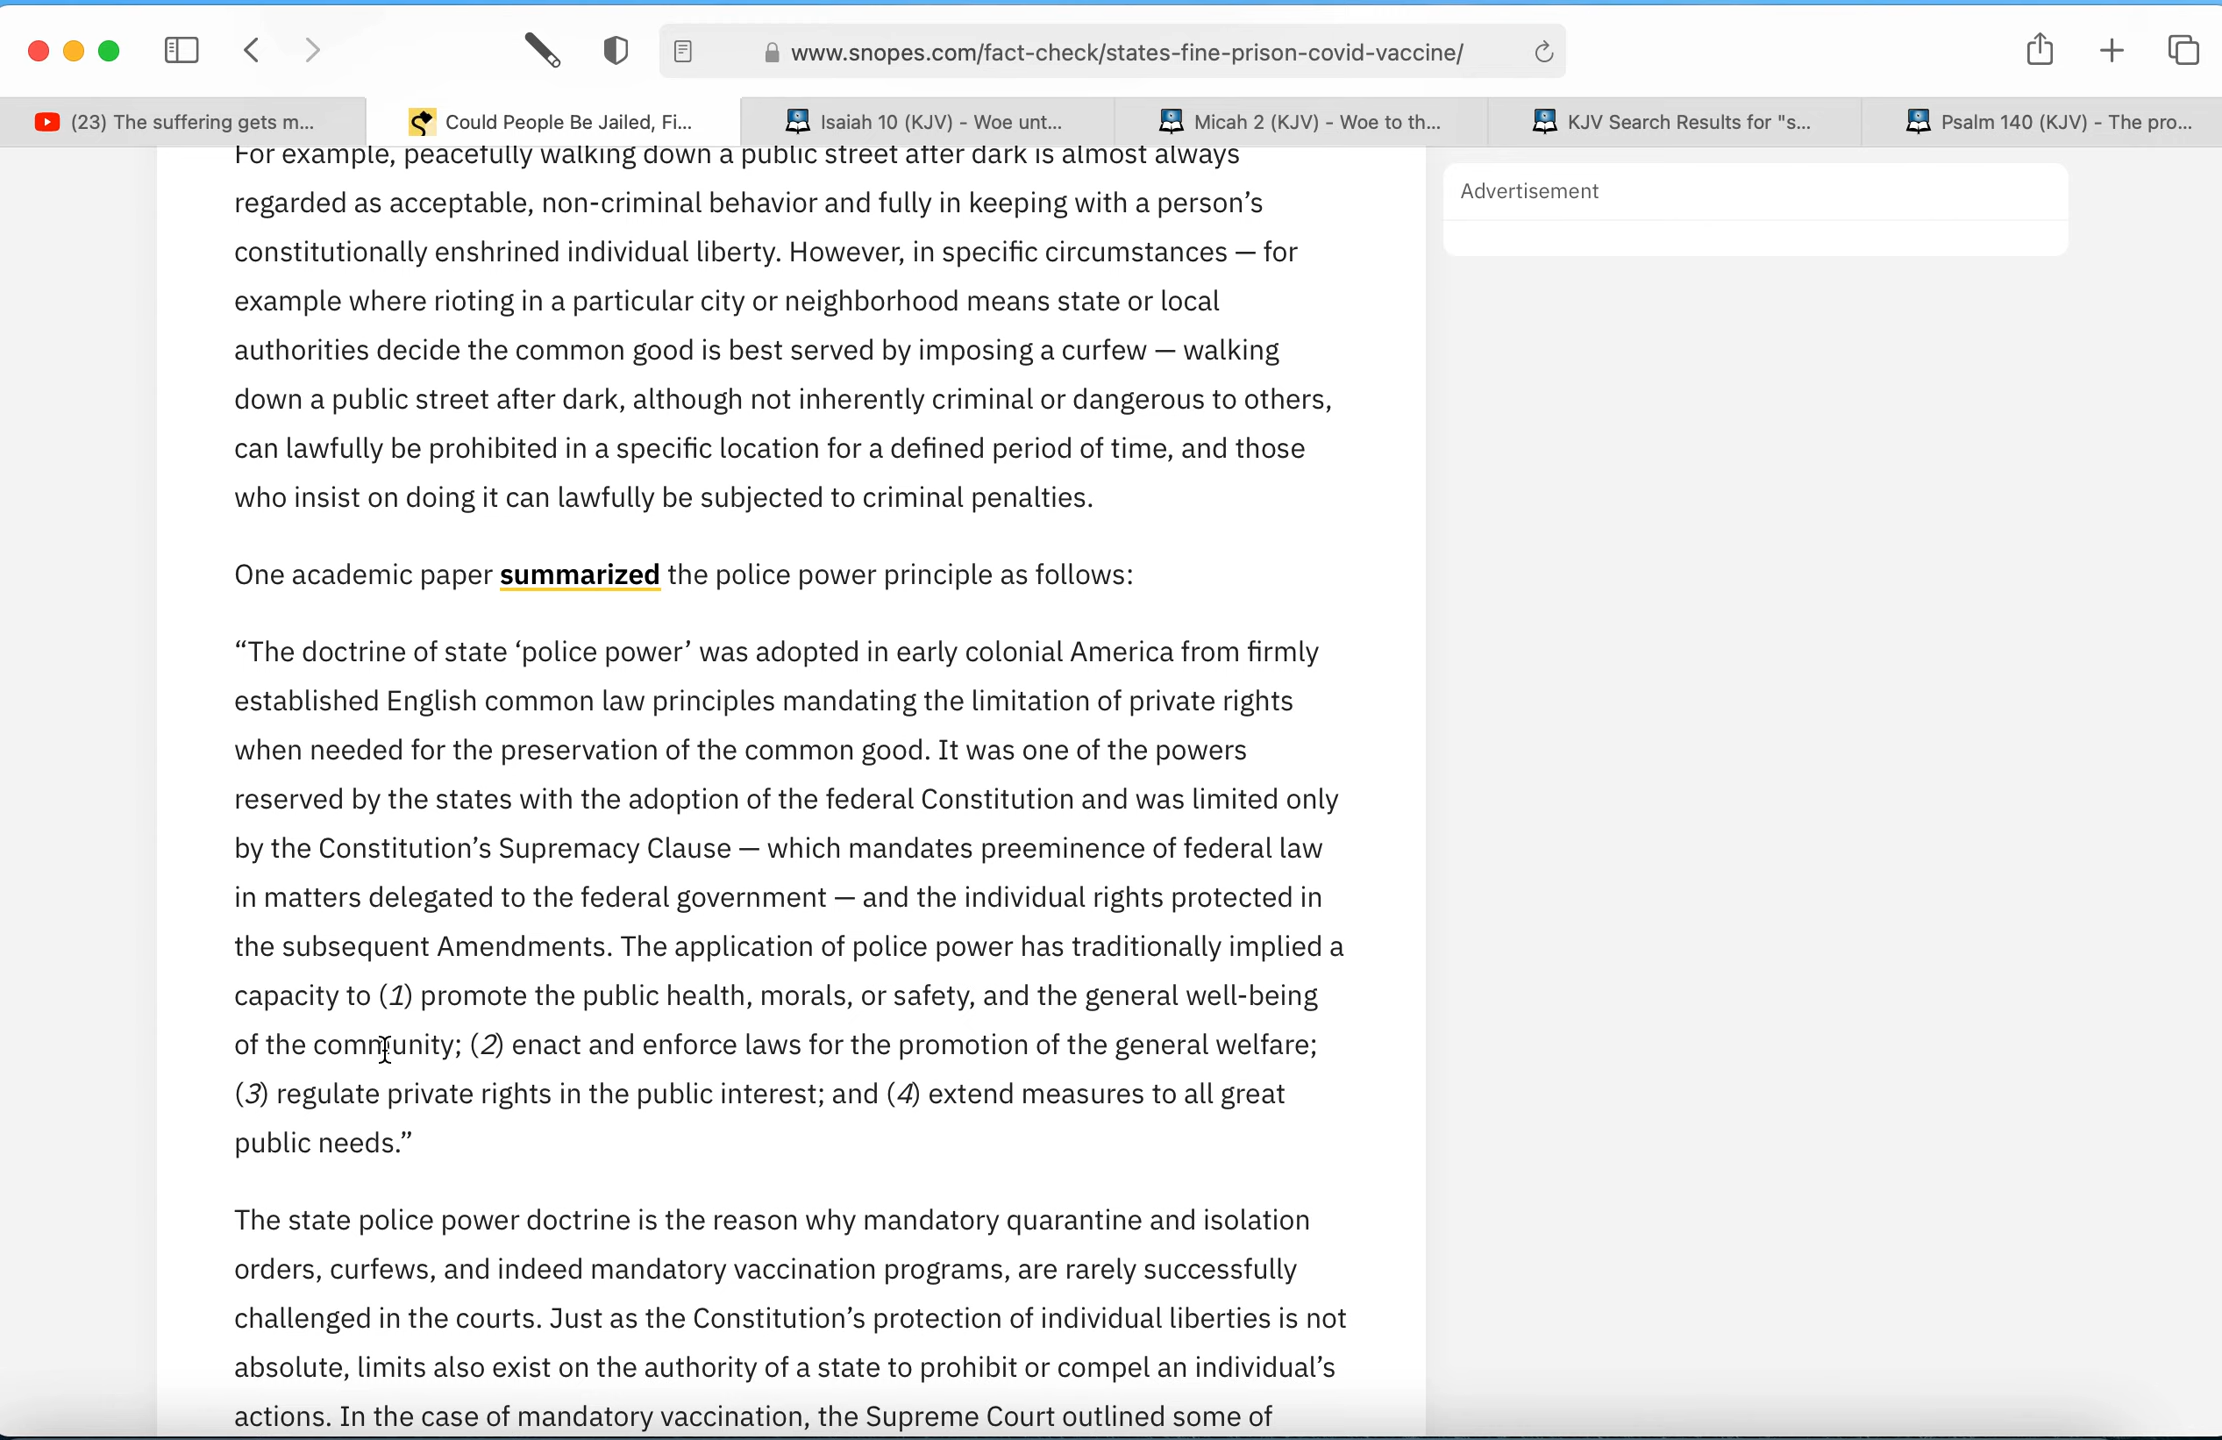 www.snopes.com/fact-check/states-fine-prison-covid-vaccine/
(23) The suffering gets m...
Could People Be Jailed, Fi...
Isaiah 10 (KJV) - Woe unt...
Micah 2 (KJV) - Woe to th...
KJV Search Results for "s...
Psalm 140 (KJV) - The pro...
For example, peacefully walking down a public street after dark is almost always
regarded as acceptable, non-criminal behavior and fully in keeping with a person’s
constitutionally enshrined individual liberty. However, in specific circumstances — for
example where rioting in a particular city or neighborhood means state or local
authorities decide the common good is best served by imposing a curfew — walking
down a public street after dark, although not inherently criminal or dangerous to others,
can lawfully be prohibited in a specific location for a defined period of time, and those
who insist on doing it can lawfully be subjected to criminal penalties.
One academic paper summarized the police power principle as follows:
“The doctrine of state ‘police power’ was adopted in early colonial America from firmly
established English common law principles mandating the limitation of private rights
when needed for the preservation of the common good. It was one of the powers
reserved by the states with the adoption of the federal Constitution and was limited only
by the Constitution’s Supremacy Clause — which mandates preeminence of federal law
in matters delegated to the federal government — and the individual rights protected in
the subsequent Amendments. The application of police power has traditionally implied a
capacity to (1) promote the public health, morals, or safety, and the general well-being
of the community; (2) enact and enforce laws for the promotion of the general welfare;
(3) regulate private rights in the public interest; and (4) extend measures to all great
public needs.”
The state police power doctrine is the reason why mandatory quarantine and isolation
orders, curfews, and indeed mandatory vaccination programs, are rarely successfully
challenged in the courts. Just as the Constitution’s protection of individual liberties is not
absolute, limits also exist on the authority of a state to prohibit or compel an individual’s
actions. In the case of mandatory vaccination, the Supreme Court outlined some of
Advertisement